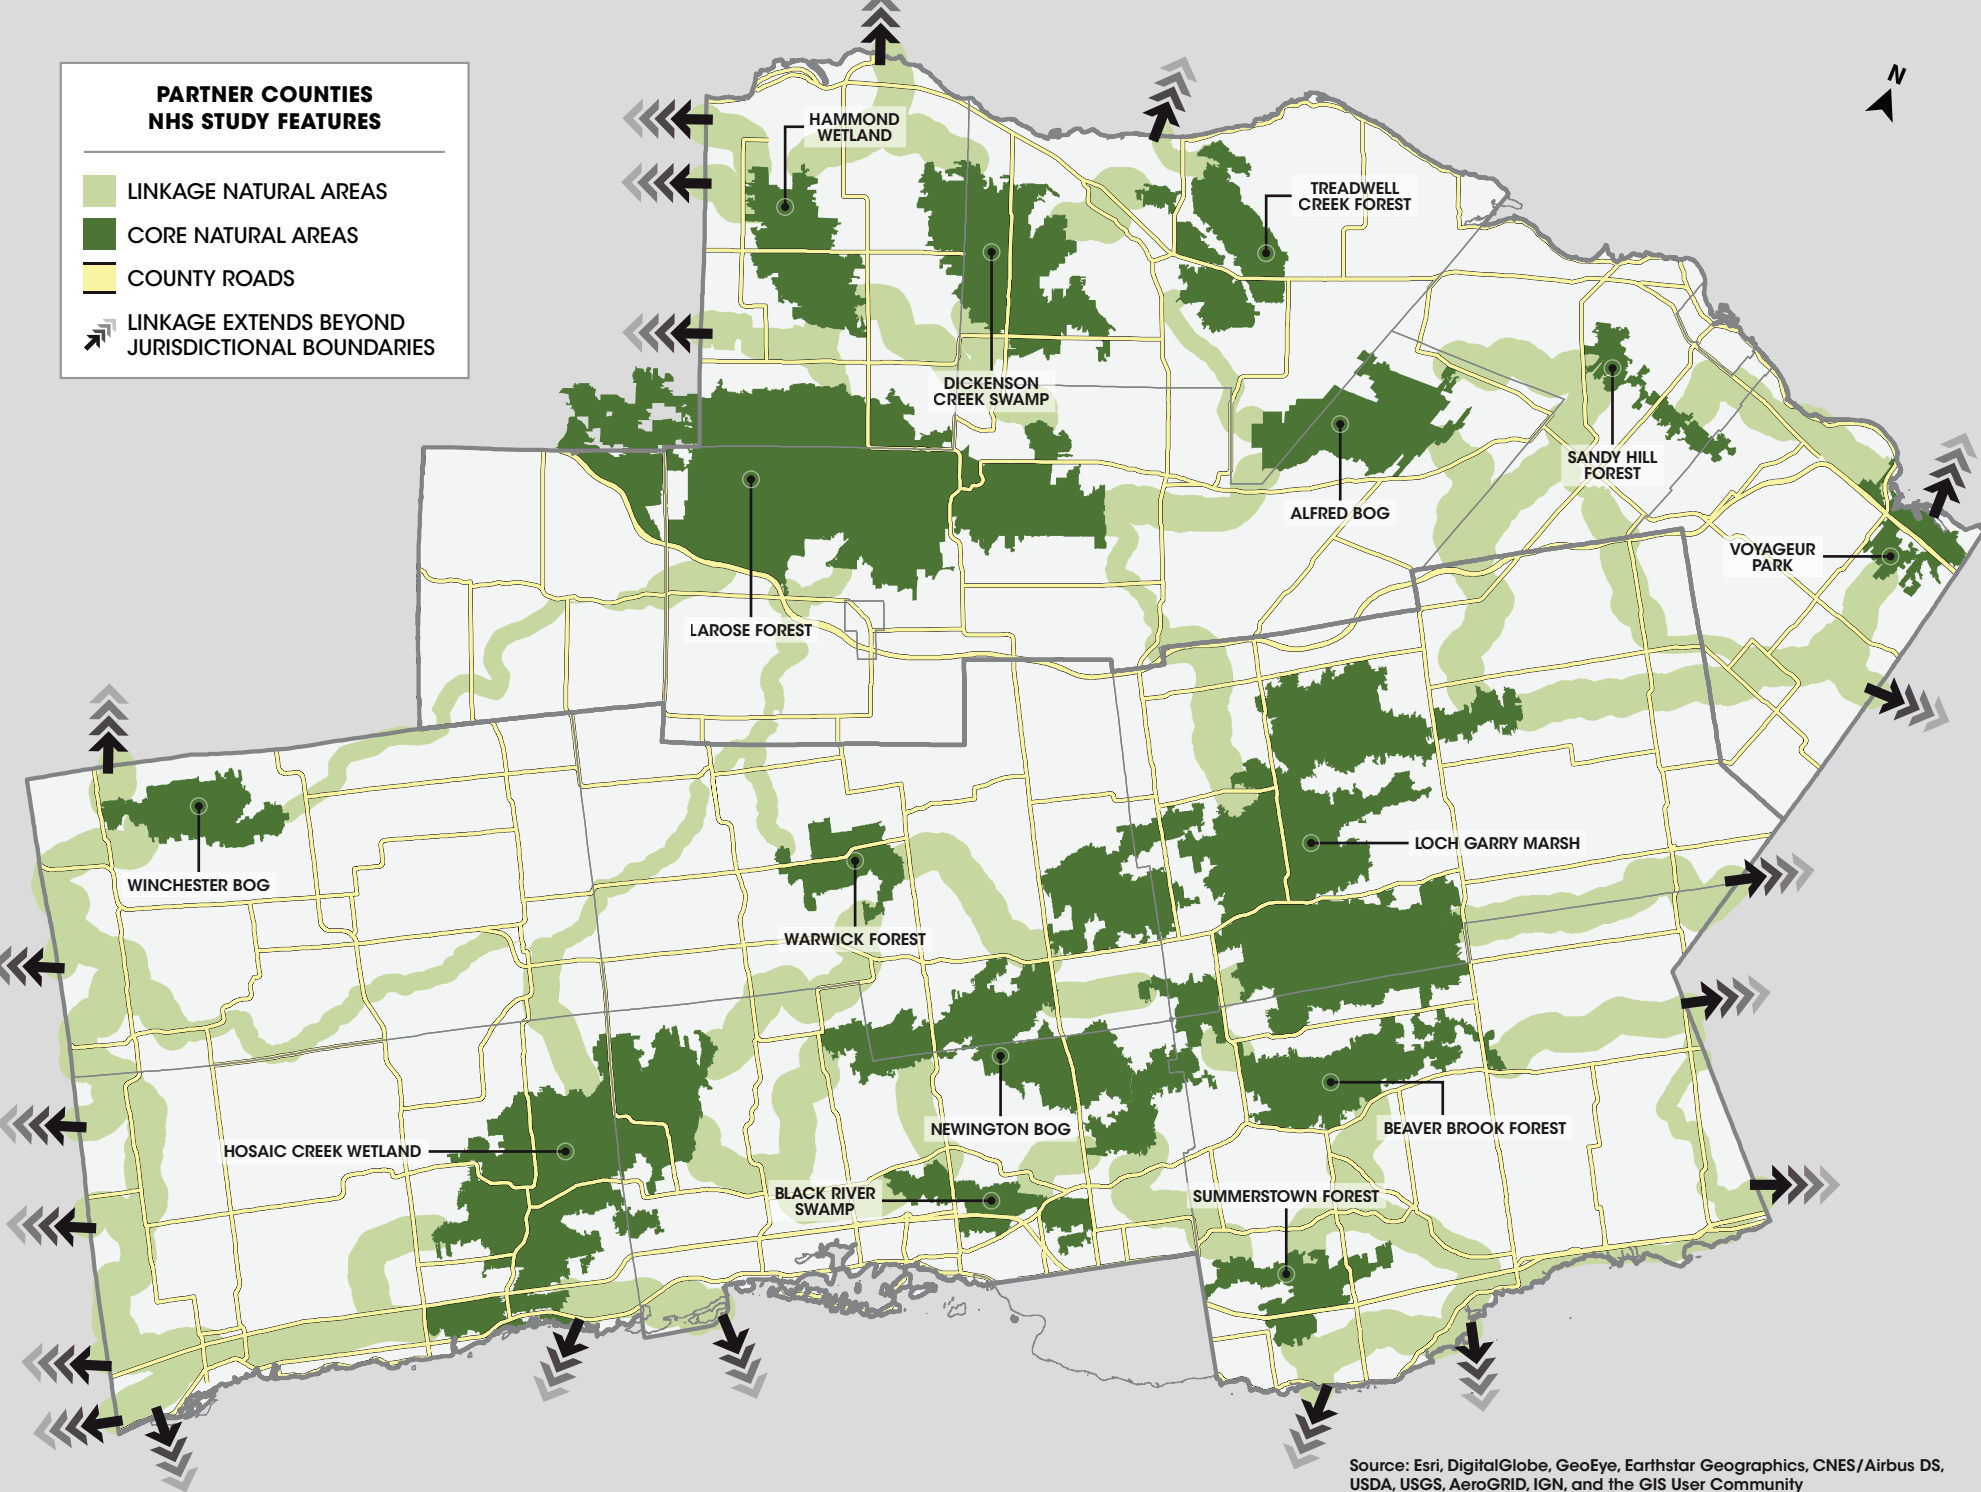 PARTNER COUNTIES
NHS STUDY FEATURES
LINKAGE NATURAL AREAS
CORE NATURAL AREAS
COUNTY ROADS
LINKAGE EXTENDS BEYOND
JURISDICTIONAL BOUNDARIES
N
HAMMOND
WETLAND
TREADWELL
CREEK FOREST
DICKENSON
CREEK SWAMP
SANDY HILL
FOREST
ALFRED BOG
VOYAGEUR
PARK
LAROSE FOREST
LOCH GARRY MARSH
WINCHESTER BOG
WARWICK FOREST
NEWINGTON BOG
BEAVER BROOK FOREST
HOSAIC CREEK WETLAND
BLACK RIVER
SWAMP
SUMMERSTOWN FOREST
Source: Esri, DigitalGlobe, GeoEye, Earthstar Geographics, CNES/Airbus DS,
USDA, USGS, AeroGRID, IGN, and the GIS User Community